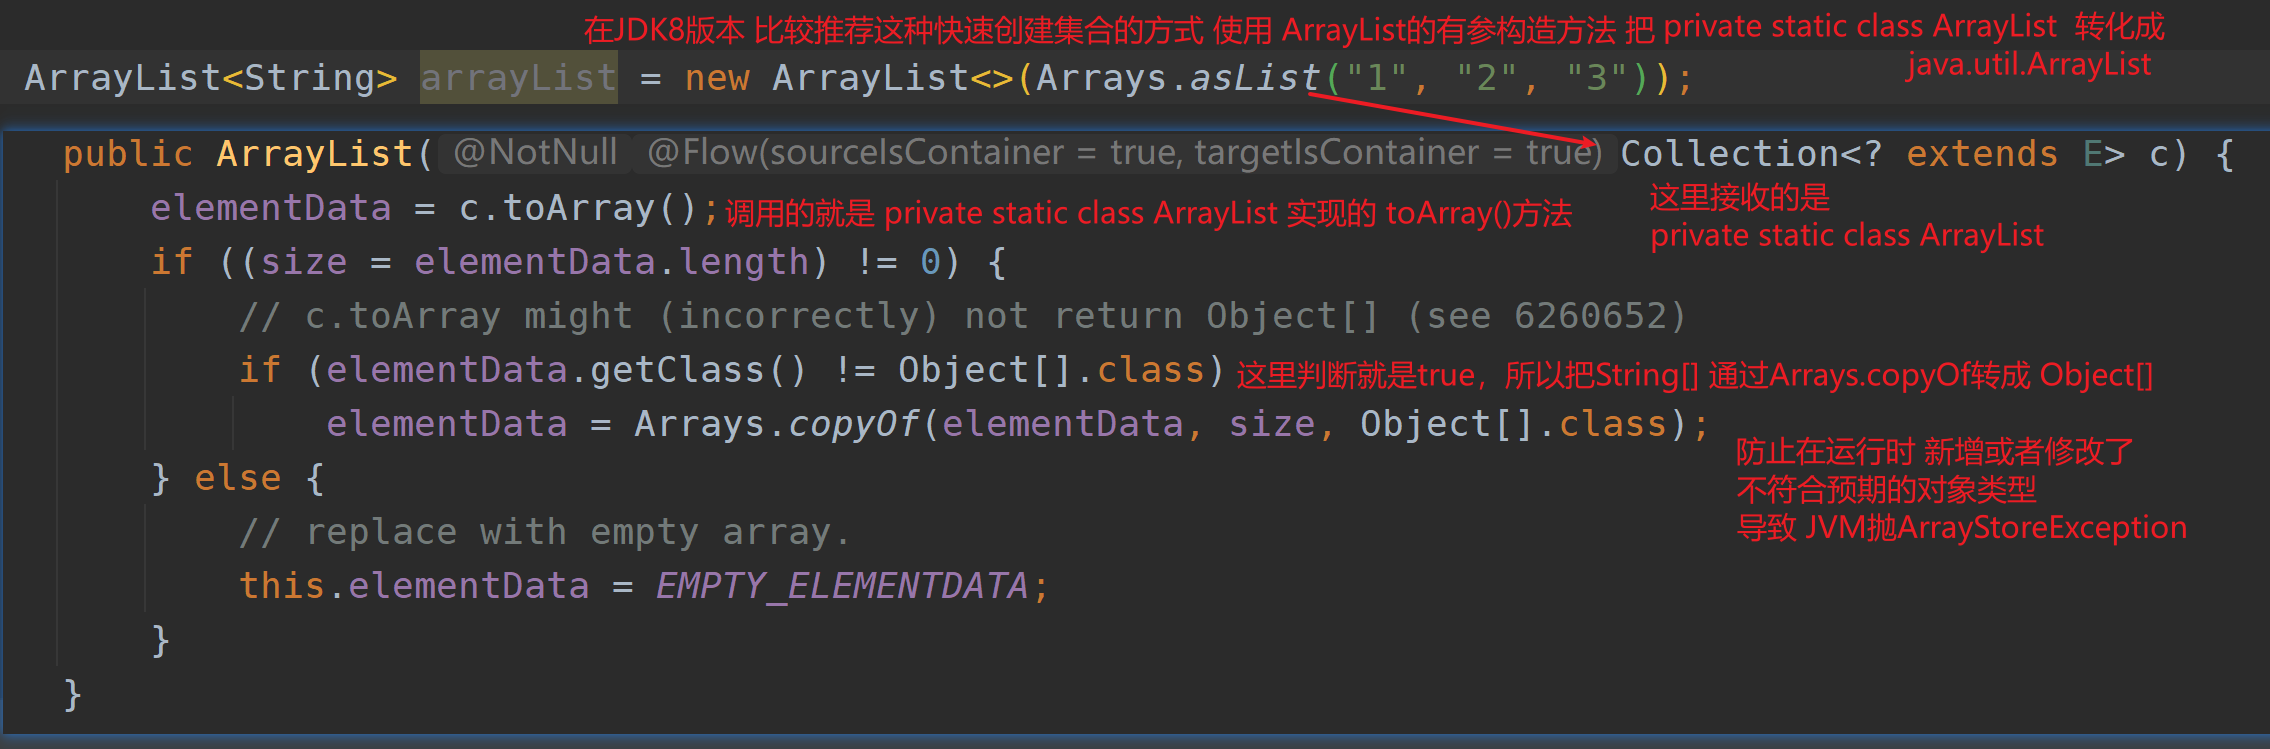 在JDK8版本 比较推荐这种快速创建集合的方式 使用 ArrayList的有参构造方法 把 private static class ArrayList 转化成
java.util.ArrayList
ArrayList<String> arrayList = new ArrayList<>(Arrays.asList("1", "2", "3"));
public ArrayList( @NotNull @Flow(sourceIsContainer = true, targetIsContainer = true) Collection<? extends E> c) {
这里接收的是
private static class ArrayList
elementData = c.toArray(); 调用的就是 private static class ArrayList 实现的 toArray()方法
if ((size = elementData.length) != 0) {
// c.toArray might (incorrectly) not return Object[] (see 6260652)
if (elementData.getClass() != Object[].class) 这里判断就是true，所以把String[] 通过Arrays.copyOf转成 Object[]
elementData = Arrays.copyOf(elementData, size, Object[].class);
防止在运行时 新增或者修改了
不符合预期的对象类型
导致 JVM抛ArrayStoreException
} else {
// replace with empty array.
this.elementData = EMPTY_ELEMENTDATA;
}
}